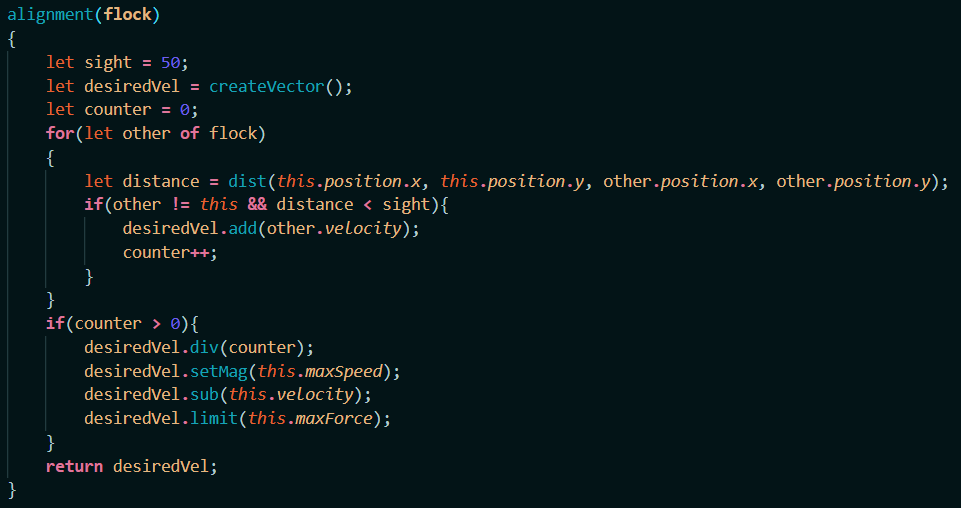 alignment(flock)
{
    let sight = 50;
    let desiredVel = createVector();
    let counter = 0;
    for(let other of flock)
    {
        let distance = dist(this.position.x, this.position.y, other.position.x, other.position.y);
        if(other != this && distance < sight){
            desiredVel.add(other.velocity);
            counter++;
        }
    }
    if(counter > 0){
        desiredVel.div(counter);
        desiredVel.setMag(this.maxSpeed);
        desiredVel.sub(this.velocity);
        desiredVel.limit(this.maxForce);
    }
    return desiredVel;
}